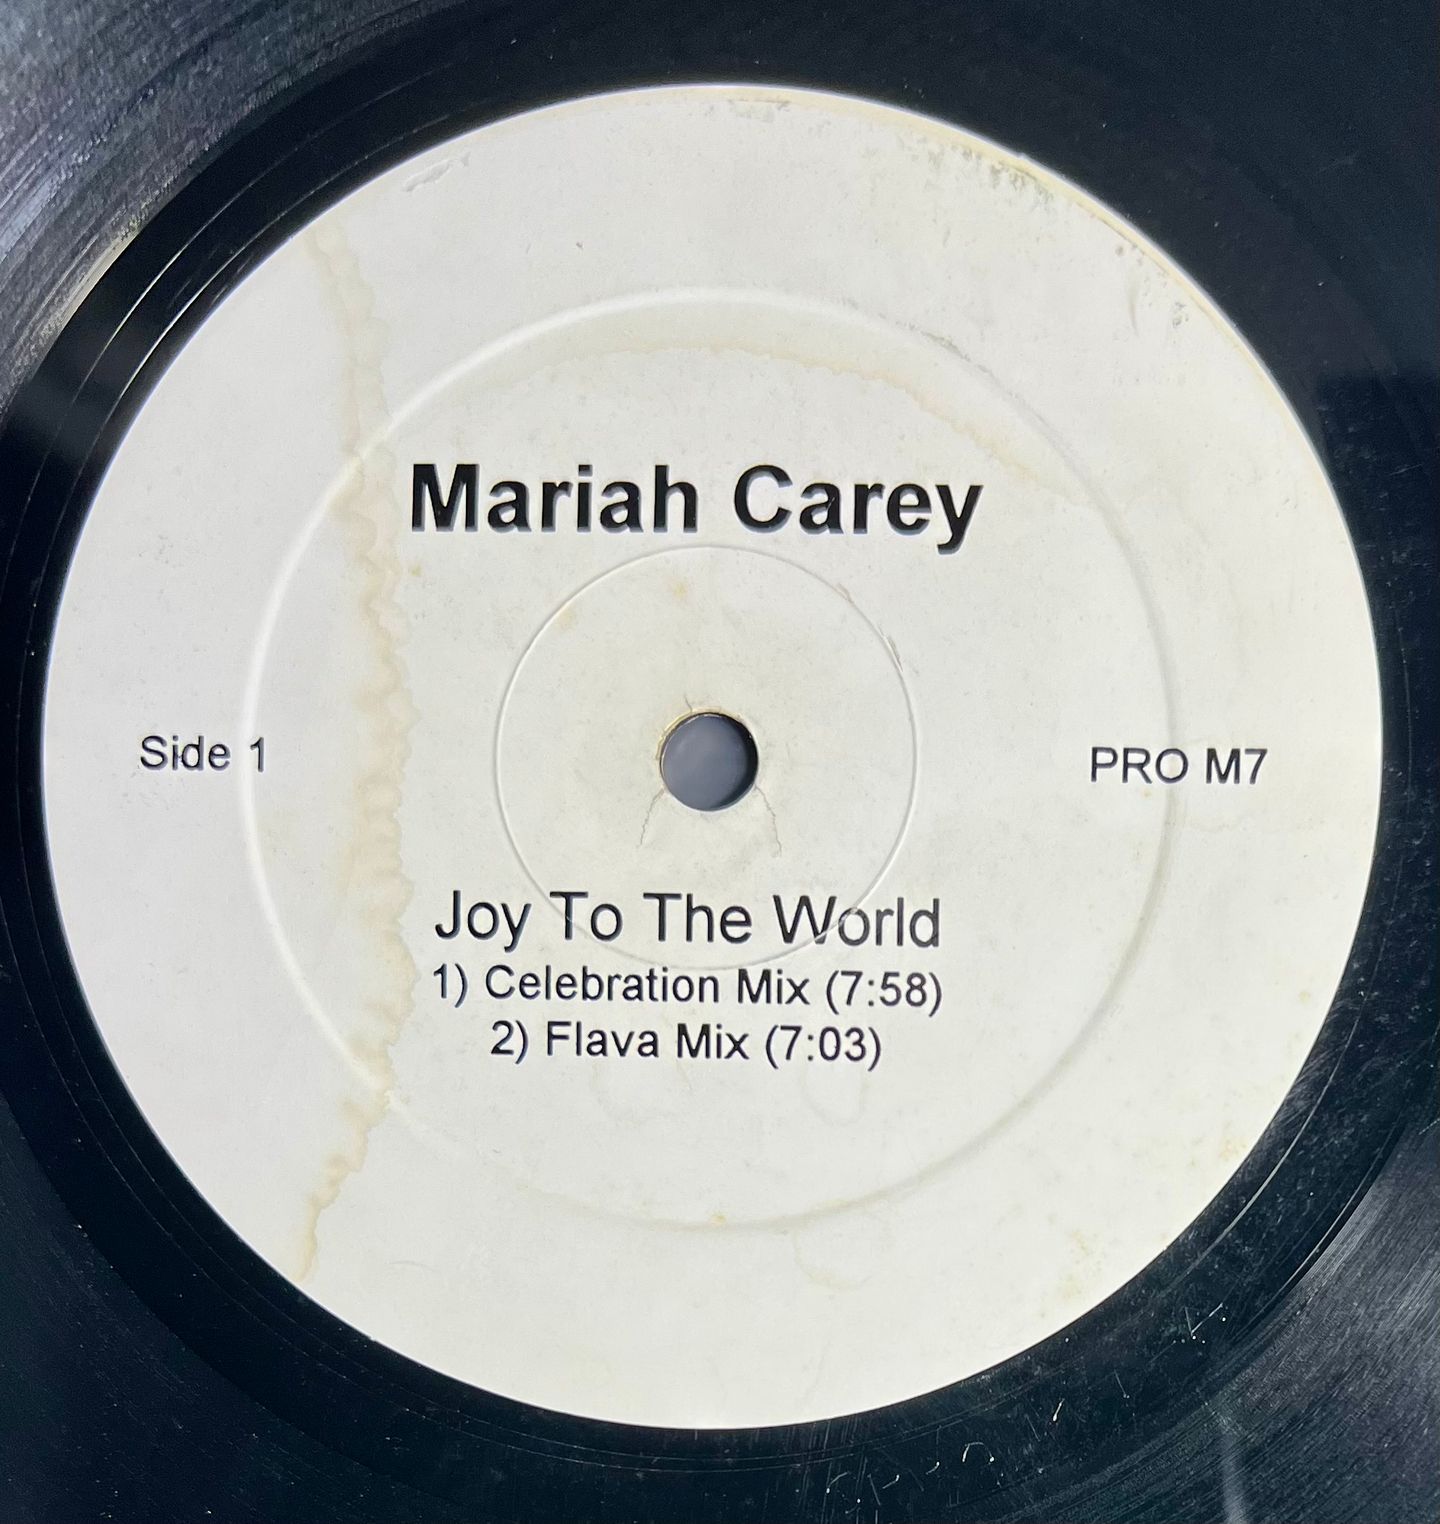 Mariah Carey
Side 1
PRO M7
Joy To The World
1) Celebration Mix (7:58)
2) Flava Mix (7:03)